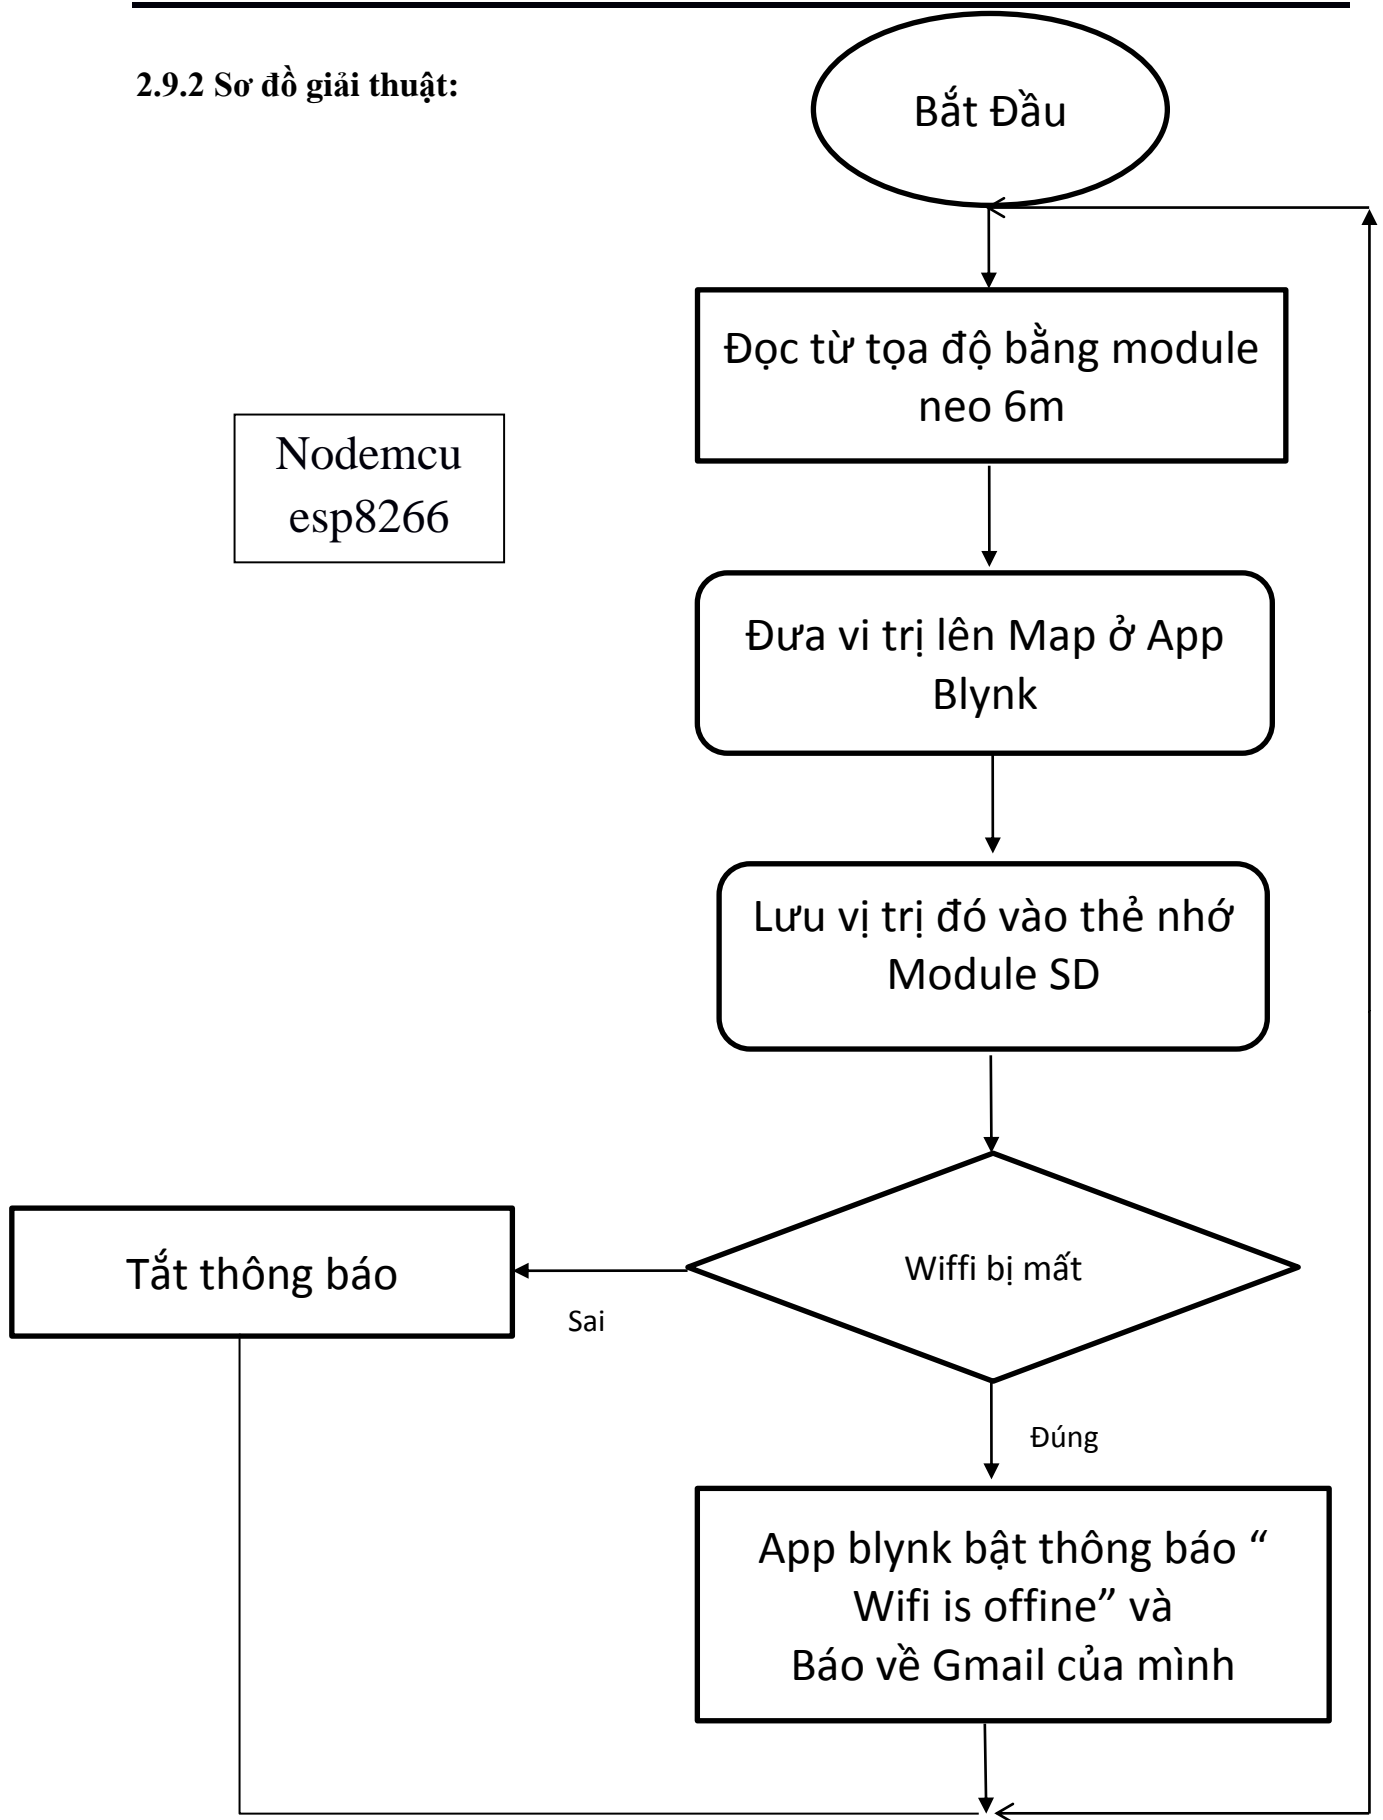 2.9.2 Sơ đồ giải thuật:
Bắt Đầu
Đọc từ tọa độ bằng module
neo 6m
Nodemcu
esp8266
Đưa vi trị lên Map ở App
Blynk
Lưu vị trị đó vào thẻ nhớ
Module SD
Wiffi bị mất
Tắt thông báo
Sai
Đúng
App blynk bật thông báo “
Wifi is offine” và
Báo về Gmail của mình